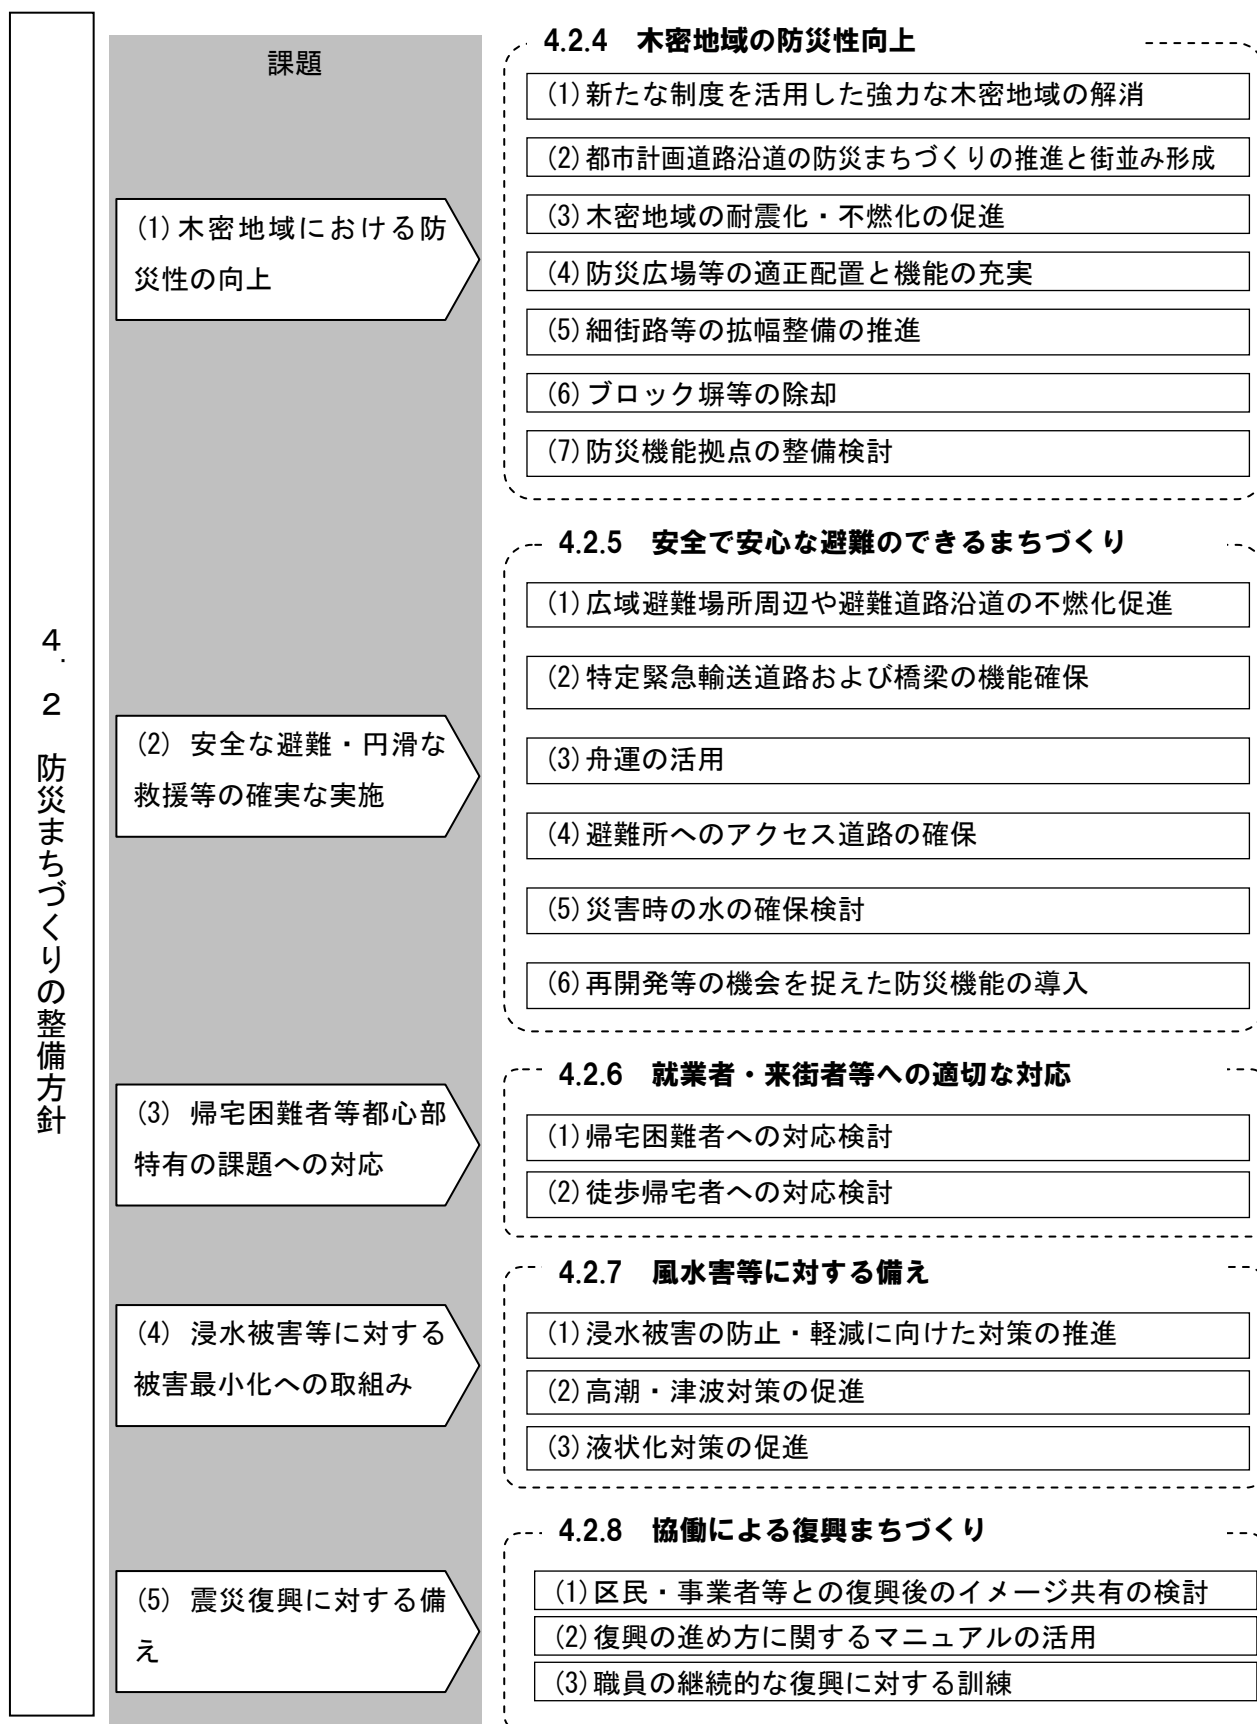 4.2 防災まちづくりの整備方針
課題
(1)木密地域における防
災性の向上
4.2.4 木密地域の防災性向上
(1)新たな制度を活用した強力な木密地域の解消
(2)都市計画道路沿道の防災まちづくりの推進と街並み形成
(3)木密地域の耐震化・不燃化の促進
(4)防災広場等の適正配置と機能の充実
(5)細街路等の拡幅整備の推進
(6)ブロック塀等の除却
(7)防災機能拠点の整備検討
(2) 安全な避難・円滑な
救援等の確実な実施
4.2.5 安全で安心な避難のできるまちづくり
(1)広域避難場所周辺や避難道路沿道の不燃化促進
(2)特定緊急輸送道路および橋梁の機能確保
(3)舟運の活用
(4)避難所へのアクセス道路の確保
(5)災害時の水の確保検討
(6)再開発等の機会を捉えた防災機能の導入
(3) 帰宅困難者等都心部
特有の課題への対応
4.2.6 就業者・来街者等への適切な対応
(1)帰宅困難者への対応検討
(2)徒歩帰宅者への対応検討
(4) 浸水被害等に対する
被害最小化への取組み
4.2.7 風水害等に対する備え
(1)浸水被害の防止・軽減に向けた対策の推進
(2)高潮・津波対策の促進
(3)液状化対策の促進
(5) 震災復興に対する備
え
4.2.8 協働による復興まちづくり
(1)区民・事業者等との復興後のイメージ共有の検討
(2)復興の進め方に関するマニュアルの活用
(3)職員の継続的な復興に対する訓練